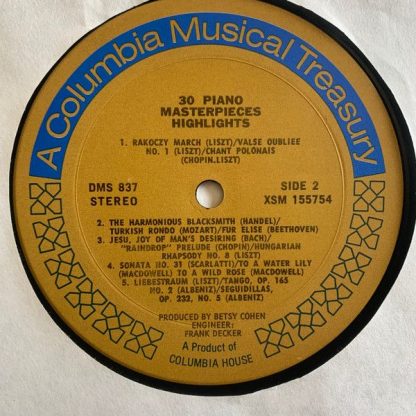 A Columbia Musical Treasury
30 PIANO
MASTERPIECES
HIGHLIGHTS
1. RAKOCZY MARCH (LISZT)/VALSE OUBLIEE
NO. 1 (LISZT)/CHANT POLONAIS
(CHOPIN.LISZT)
DMS 837
STEREO
SIDE 2
XSM 155754
2. THE HARMONIOUS BLACKSMITH (HANDEL)/
TURKISH RONDO (MOZART)/FUR ELISE (BEETHOVEN)
3. JESU, JOY OF MAN'S DESIRING (BACH)/
"RAINDROP" PRELUDE (CHOPIN)/HUNGARIAN
RHAPSODY NO. 8 (LISZT)
4. SONATA NO. 31 (SCARLATTI)/TO A WATER LILY
(MACDOWELL) TO A WILD ROSE (MACDOWELL)
5. LIEBESTRAUM (LISZT)/TANGO, OP. 165
NO. 2 (ALBENIZ)/SEGUIDILLAS,
OP. 232, NO. 5 (ALBENIZ)
PRODUCED BY BETSY COHEN
ENGINEER:
FRANK DECKER
A Product of
COLUMBIA HOUSE